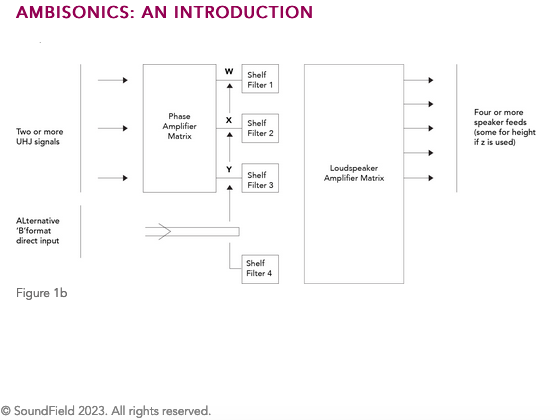 AMBISONICS: AN INTRODUCTION
Two or more
UHJ signals
Phase
Amplifier
Matrix
W
Shelf
Filter 1
X
Shelf
Filter 2
Y
Shelf
Filter 3
Loudspeaker
Amplifier Matrix
Four or more
speaker feeds
(some for height
if z is used)
ALternative
'B'format
direct input
Shelf
Filter 4
Figure 1b
© SoundField 2023. All rights reserved.